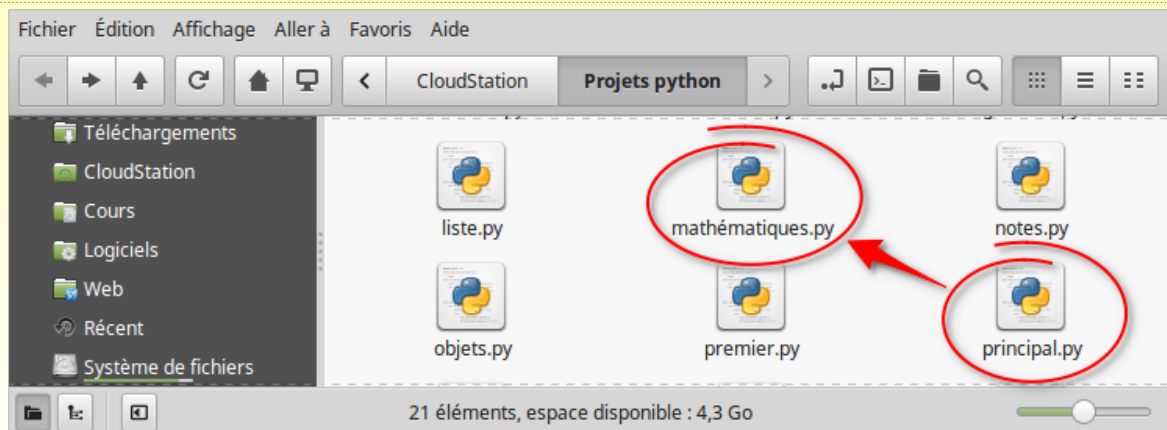 Fichier Édition Affichage Aller à Favoris Aide
CloudStation Projets python
Téléchargements
CloudStation
Cours
Logiciels
Web
Récent
Système de fichiers
liste.py mathématiques.py notes.py
objets.py premier.py principal.py
21 éléments, espace disponible : 4,3 Go